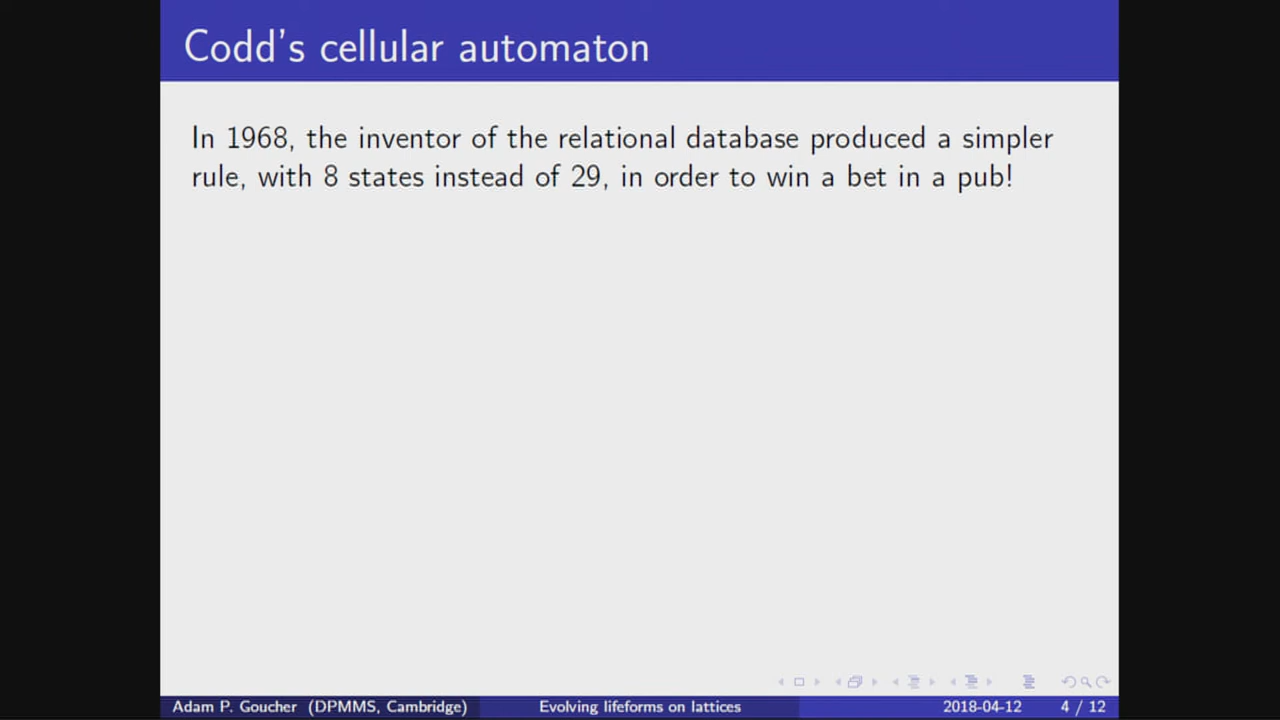 Codd's cellular automaton
In 1968, the inventor of the relational database produced a simpler
rule, with 8 states instead of 29, in order to win a bet in a pub!
Adam P. Goucher (DPMMS, Cambridge) Evolving lifeforms on lattices 2018-04-12 4 / 12